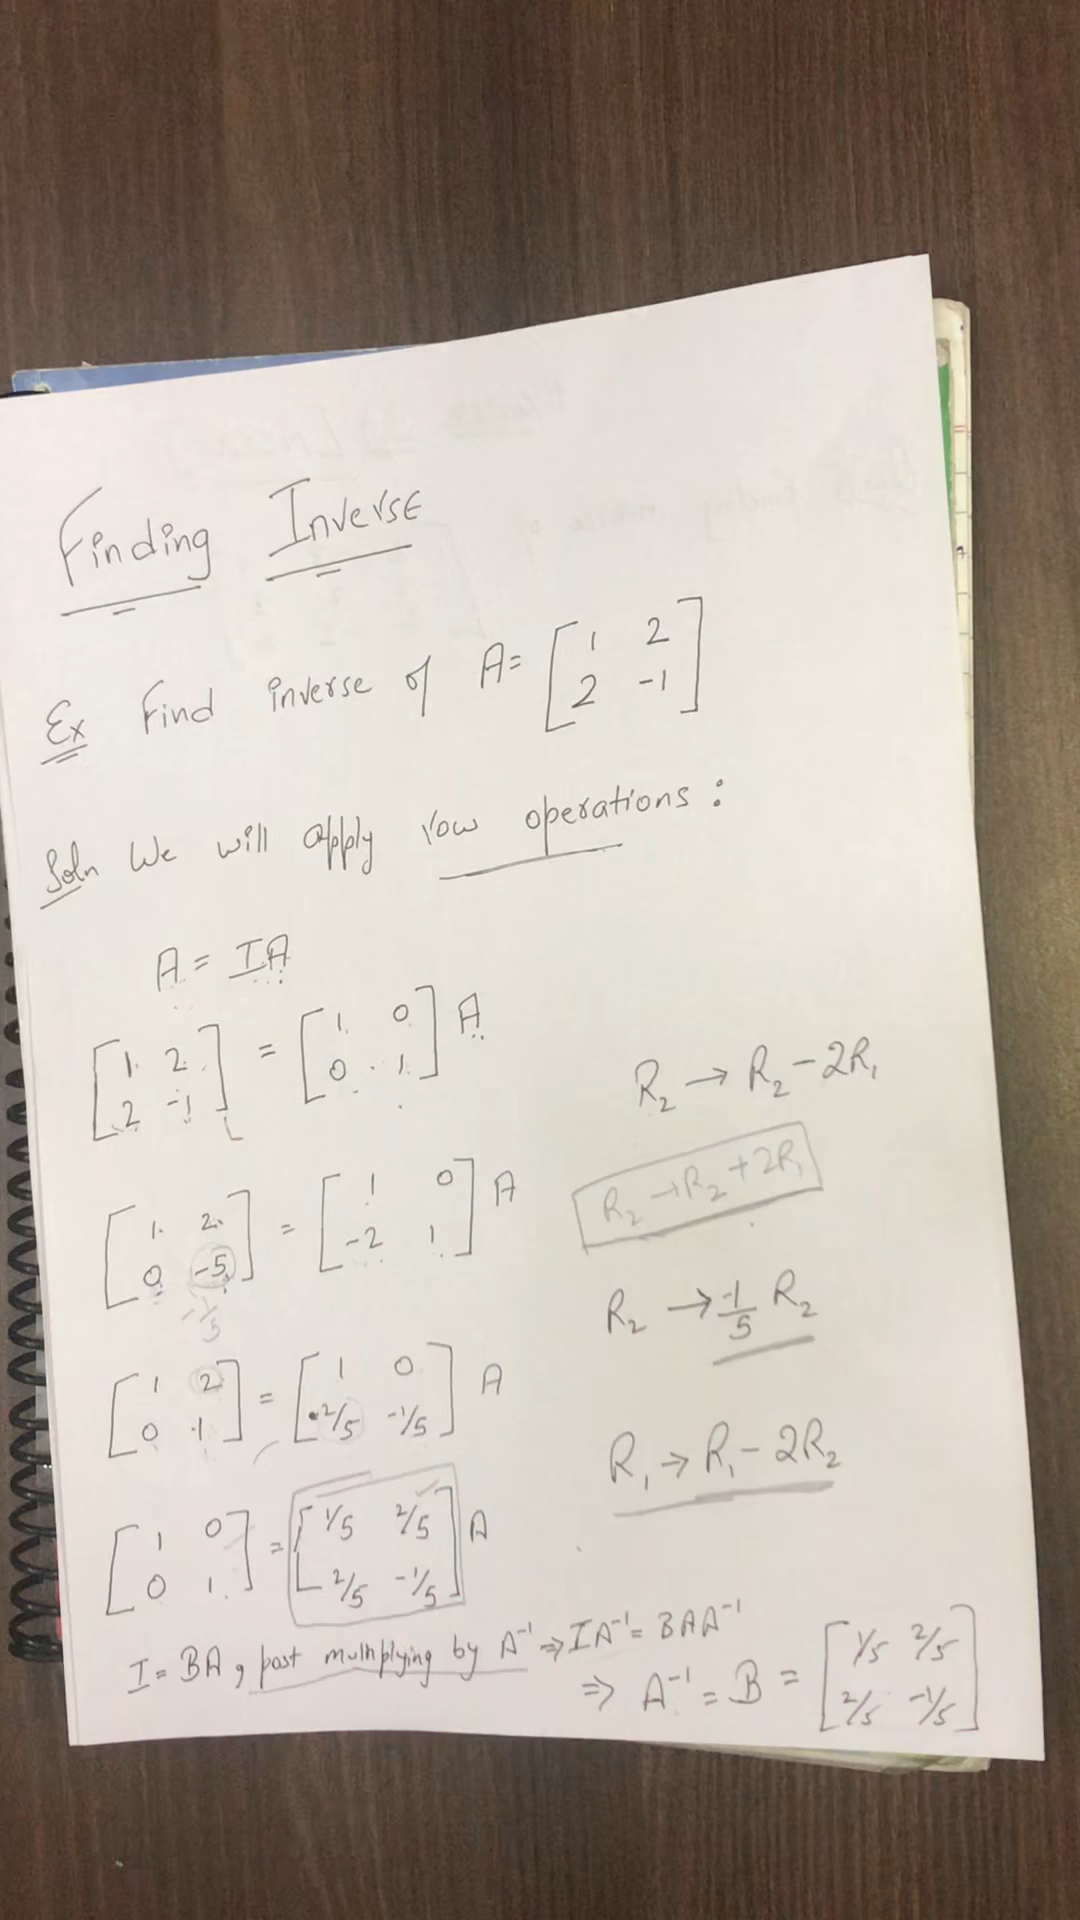 Finding Inverse
Ex Find inverse of A= [1 2
2 -1]
Soln We will apply row operations :
A = IA
[1 2
2 -1] = [1 0
0 1] A
R₂ → R₂ - 2R₁
R₂ → R₂ + 2R₁
[1 2
0 -5] = [1 0
-2 1] A
-1/5
R₂ → -1/5 R₂
[1 2
0 1] = [1 0
2/5 -1/5] A
R₁ → R₁ - 2R₂
[1 0
0 1] = [1/5 2/5
2/5 -1/5] A
I = BA, post multiplying by A⁻¹ ⇒ IA⁻¹ = BAA⁻¹
⇒ A⁻¹ = B = [1/5 2/5
2/5 -1/5]